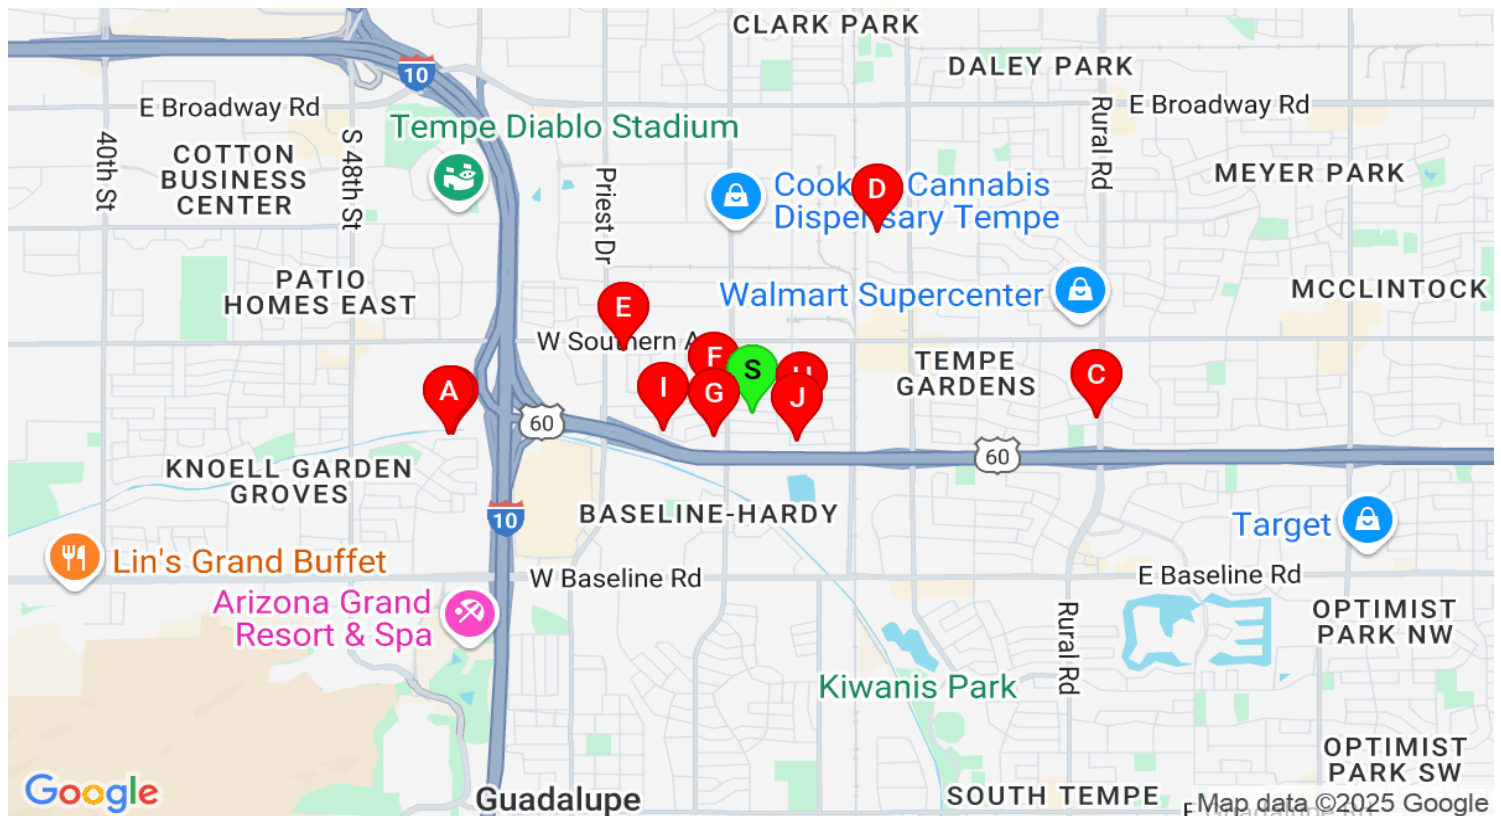 CLARK PARK
DALEY PARK
10
E Broadway Rd
E Broadway Rd
Tempe Diablo Stadium
40th St
S 48th St
Rural Rd
COTTON
BUSINESS
CENTER
MEYER PARK
Priest Dr
D
Cook Cannabis
Dispensary Tempe
PATIO
HOMES EAST
E
Walmart Supercenter
MCCLINTOCK
W Southern A
F
S
TEMPE
GARDENS
A
I
G
J
C
60
60
KNOELL GARDEN
GROVES
10
BASELINE-HARDY
Target
Lin's Grand Buffet
W Baseline Rd
E Baseline Rd
Arizona Grand
Resort & Spa
OPTIMIST
PARK NW
Rural Rd
Kiwanis Park
OPTIMIST
PARK SW
Google
Guadalupe
SOUTH TEMPE
Map data ©2025 Google